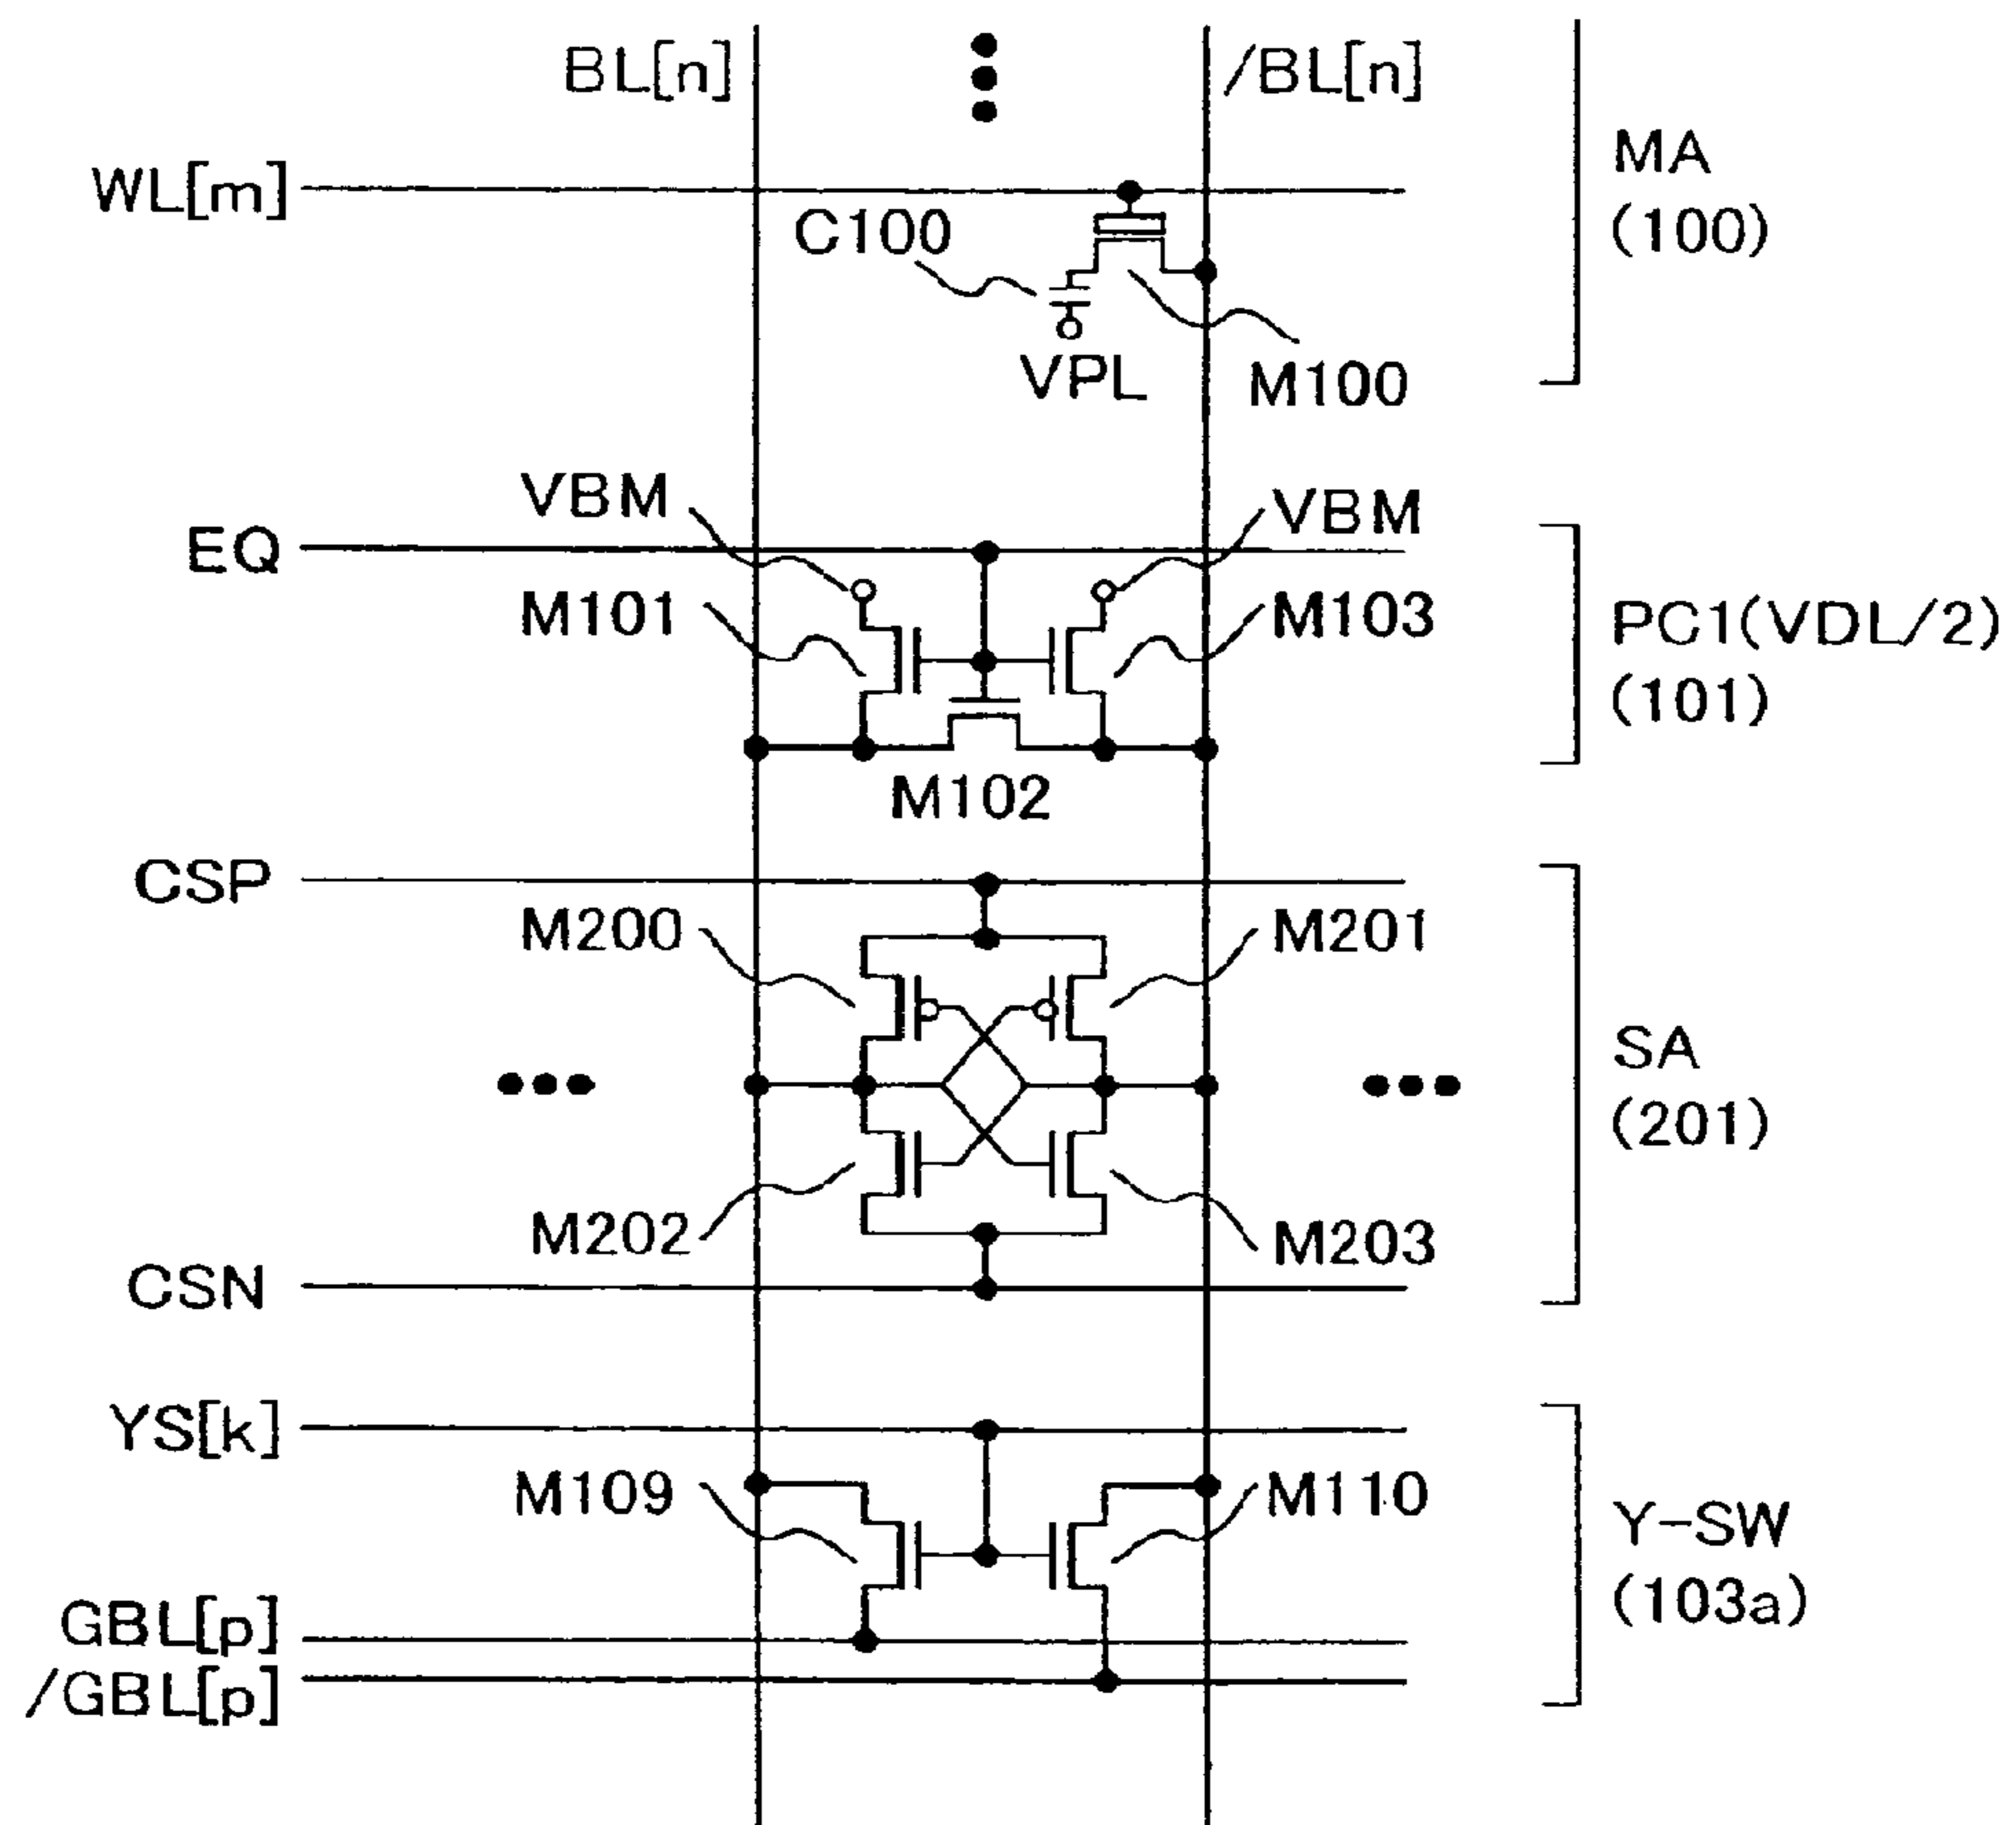 BL[n]
/BL[n]
WL[m]
C100
MA
(100)
VPL
M100
VBM
VBM
EQ
M101
M103
PC1(VDL/2)
(101)
M102
CSP
M200
M201
SA
(201)
M202
M203
CSN
YS[k]
M109
M110
Y-SW
(103a)
GBL[p]
/GBL[p]